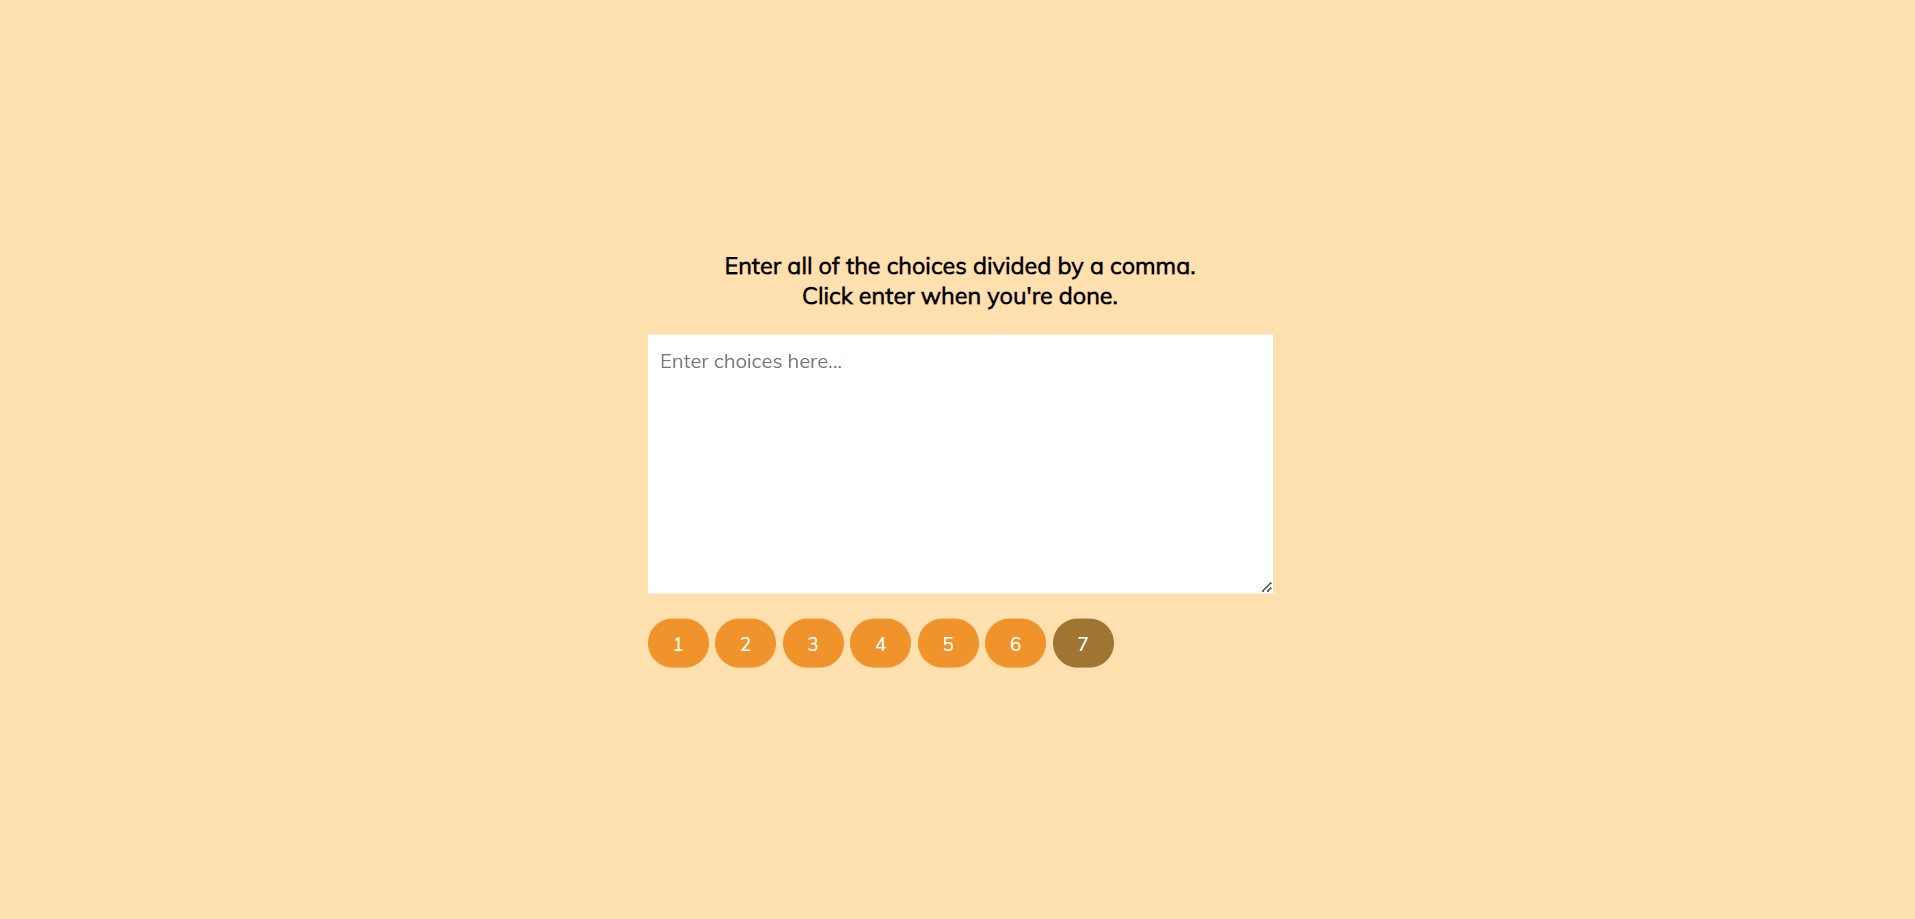 Enter all of the choices divided by a comma.
Click enter when you're done.
Enter choices here...
1 2 3 4 5 6 7